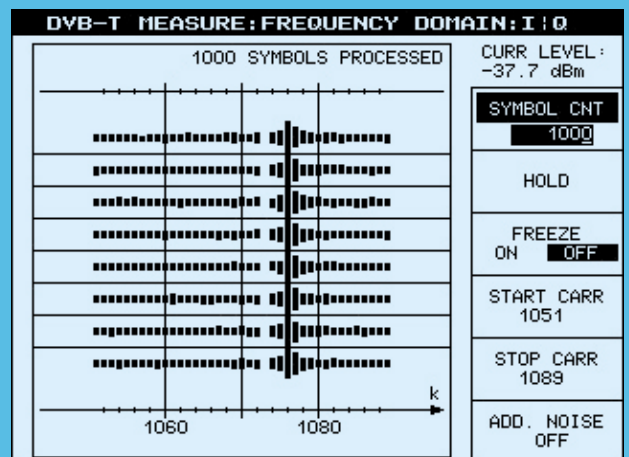 DVB-T MEASURE:FREQUENCY DOMAIN:I¦Q
1000 SYMBOLS PROCESSED
CURR LEVEL:
-37.7 dBm
SYMBOL CNT
1000
HOLD
FREEZE
ON OFF
START CARR
1051
STOP CARR
1089
ADD. NOISE
OFF
k
1060 1080